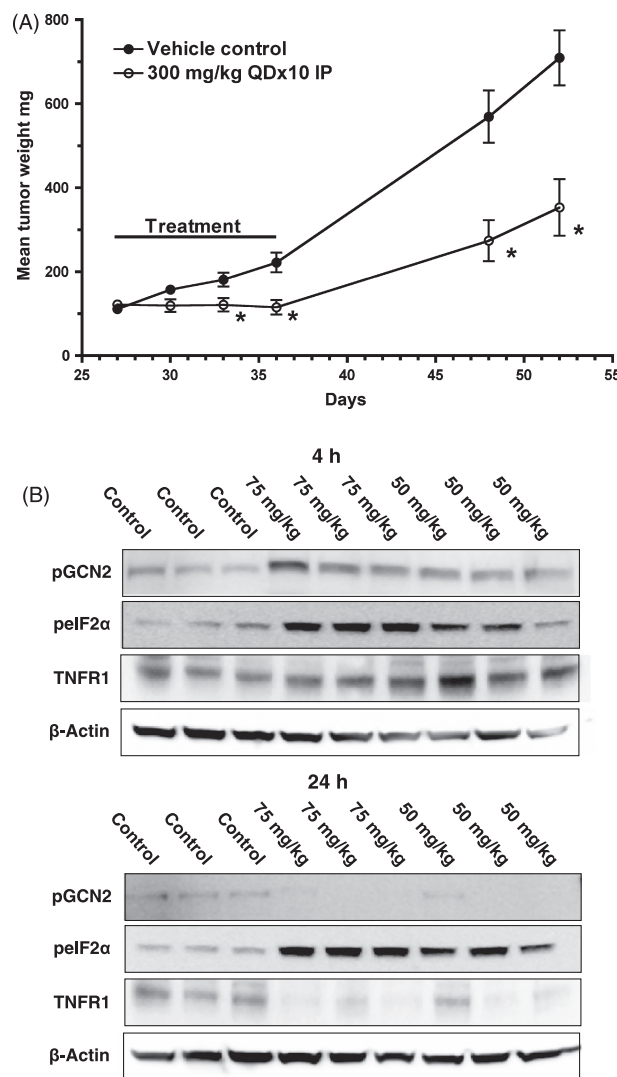 (A)
800
600
400
200
0
Mean tumor weight mg
Vehicle control
300 mg/kg QDx10 IP
Treatment
*
*
*
*
25
30
35
40
45
50
55
Days
4 h
(B)
Control
Control
Control
75 mg/kg
75 mg/kg
75 mg/kg
50 mg/kg
50 mg/kg
50 mg/kg
pGCN2
peIF2α
TNFR1
β-Actin
24 h
Control
Control
Control
75 mg/kg
75 mg/kg
75 mg/kg
50 mg/kg
50 mg/kg
50 mg/kg
pGCN2
peIF2α
TNFR1
β-Actin